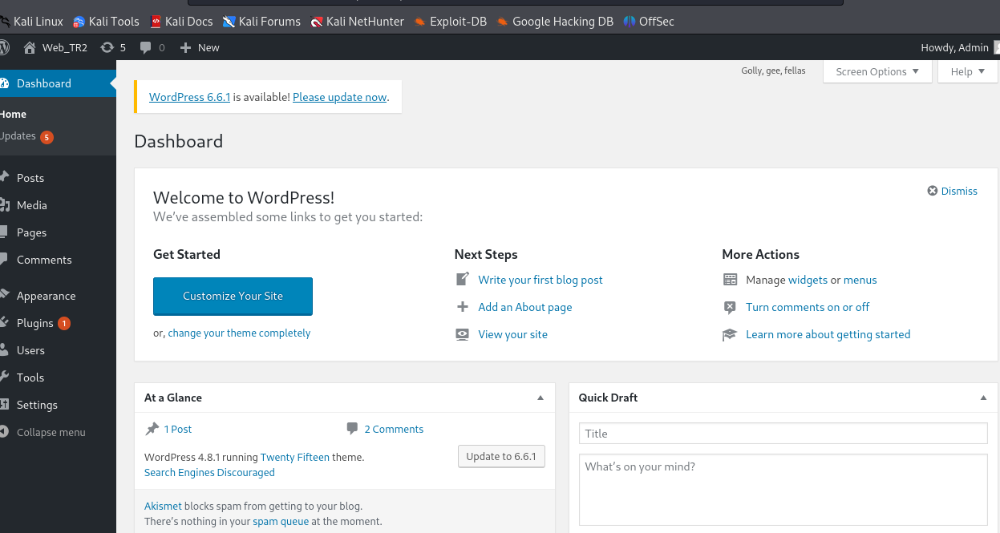 Kali Linux Kali Tools Kali Docs Kali Forums Kali NetHunter Exploit-DB Google Hacking DB OffSec
Web_TR2 5 0 New Howdy, Admin
Golly, gee, fellas Screen Options Help
Dashboard
Home
Updates 5
Posts
Media
Pages
Comments
Appearance
Plugins 1
Users
Tools
Settings
Collapse menu
WordPress 6.6.1 is available! Please update now.
Dashboard
Welcome to WordPress!
We’ve assembled some links to get you started:
Dismiss
Get Started
Customize Your Site
or, change your theme completely
Next Steps
Write your first blog post
Add an About page
View your site
More Actions
Manage widgets or menus
Turn comments on or off
Learn more about getting started
At a Glance
1 Post 2 Comments
WordPress 4.8.1 running Twenty Fifteen theme. Update to 6.6.1
Search Engines Discouraged
Akismet blocks spam from getting to your blog.
There’s nothing in your spam queue at the moment.
Quick Draft
Title
What’s on your mind?